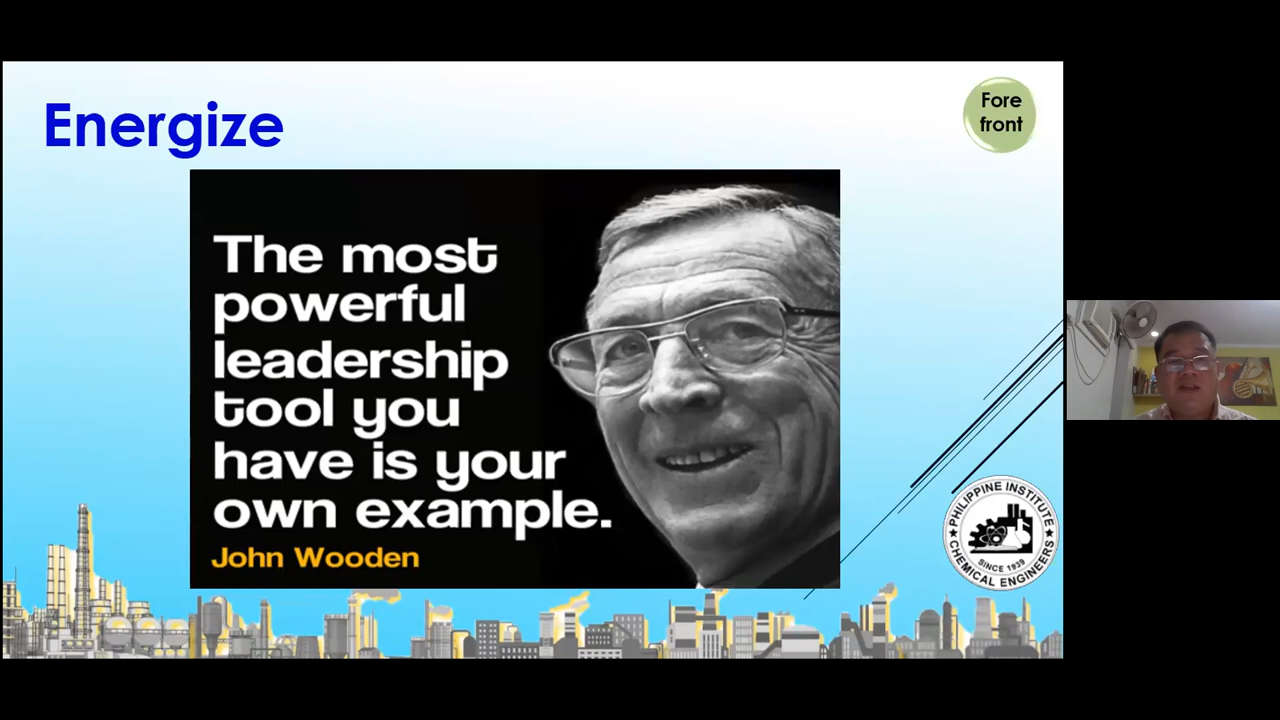 Energize
Fore
front
The most
powerful
leadership
tool you
have is your
own example.
John Wooden
PHILIPPINE INSTITUTE
CHEMICAL ENGINEERS
SINCE 1939